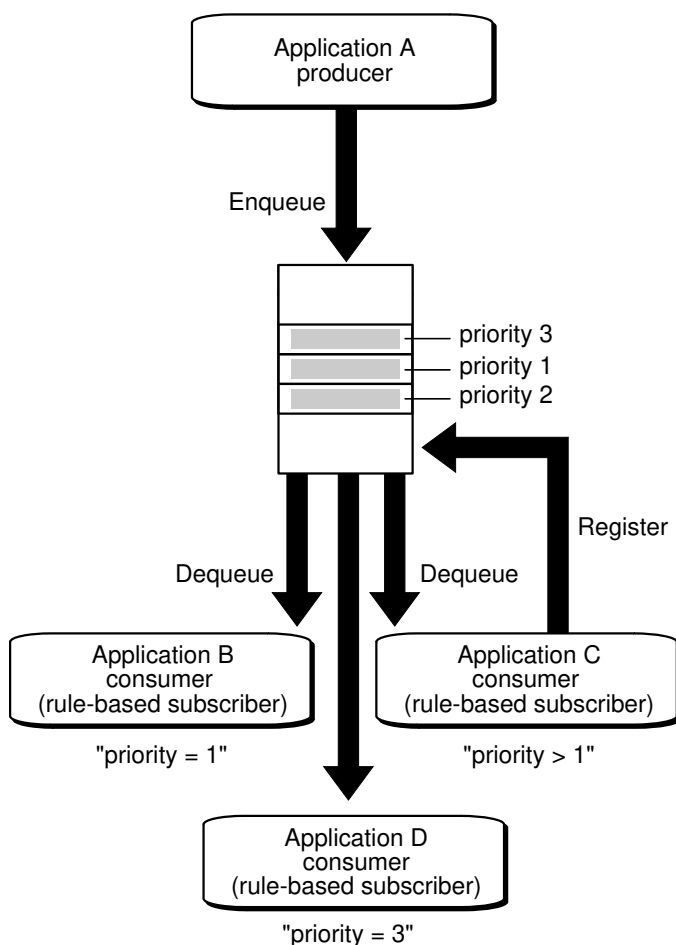 Application A
producer
Enqueue
priority 3
priority 1
priority 2
Register
Dequeue
Dequeue
Application B
consumer
(rule-based subscriber)
"priority = 1"
Application C
consumer
(rule-based subscriber)
"priority > 1"
Application D
consumer
(rule-based subscriber)
"priority = 3"